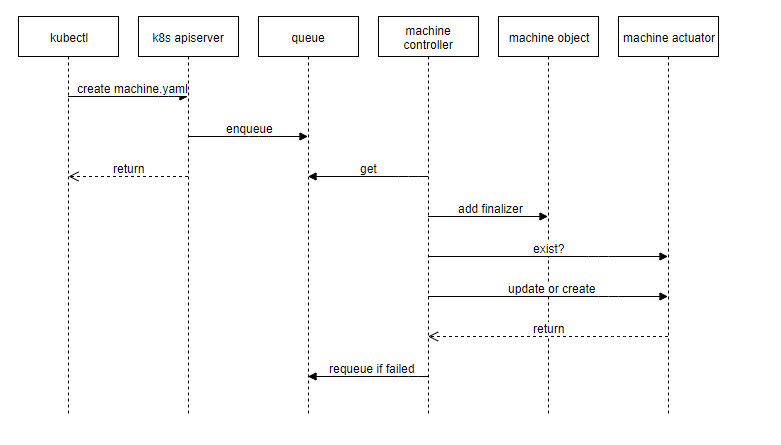 kubectl
k8s apiserver
queue
machine
controller
machine object
machine actuator
create machine.yaml
enqueue
return
get
add finalizer
exist?
update or create
return
requeue if failed